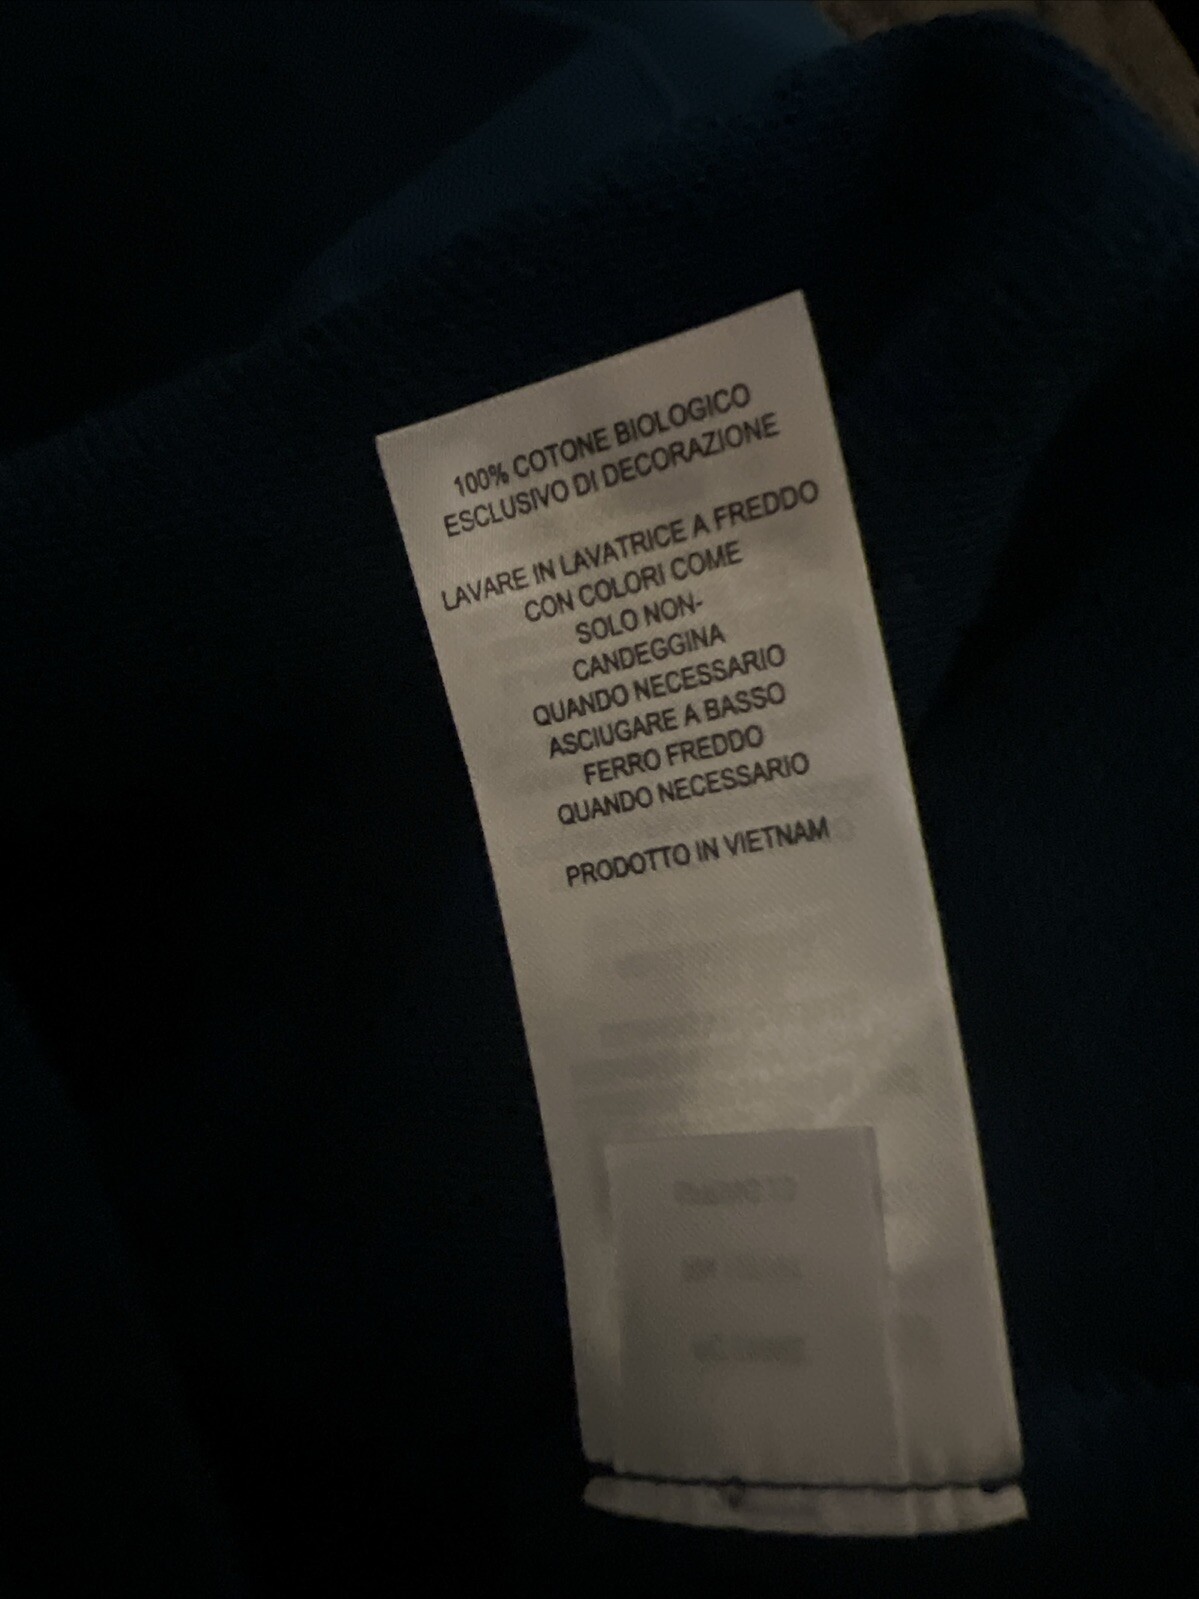 100% COTONE BIOLOGICO
ESCLUSIVO DI DECORAZIONE
LAVARE IN LAVATRICE A FREDDO
CON COLORI COME
SOLO NON-
CANDEGGINA
QUANDO NECESSARIO
ASCIUGARE A BASSO
FERRO FREDDO
QUANDO NECESSARIO
PRODOTTO IN VIETNAM